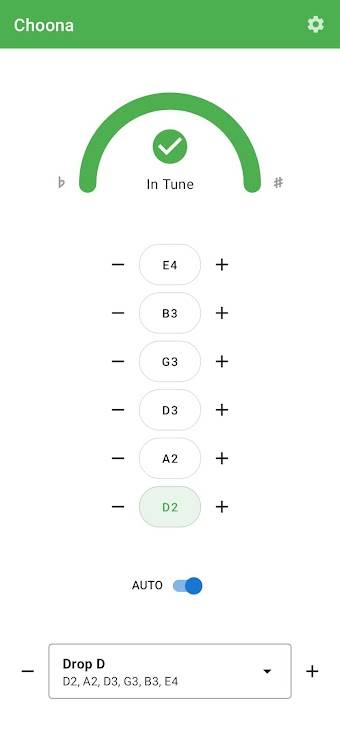 Choona
♭ ♯
In Tune
− E4 +
− B3 +
− G3 +
− D3 +
− A2 +
− D2 +
AUTO
Drop D
− D2, A2, D3, G3, B3, E4 +